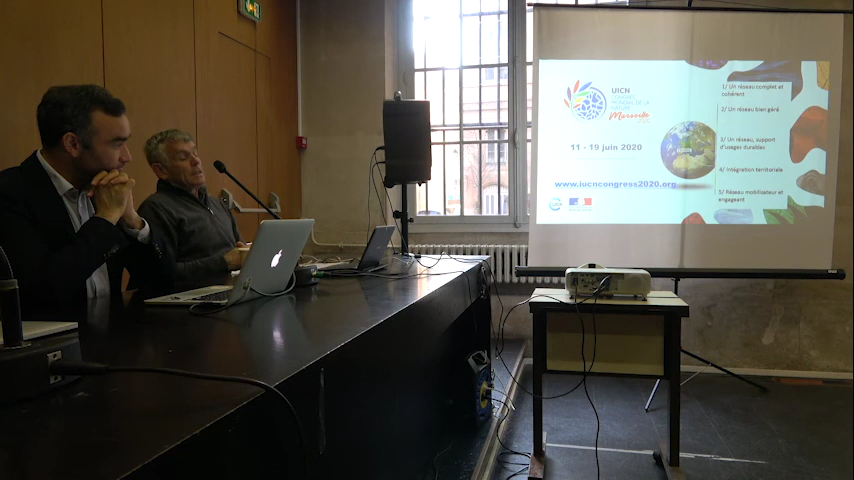 UICN
CONGRÈS
MONDIAL DE LA
NATURE
Marseille
11 - 19 juin 2020
www.iucncongress2020.org
1/ Un réseau complet et
cohérent
2/ Un réseau bien géré
3/ Un réseau, support
d'usages durables
4/ Intégration territoriale
5/ Réseau mobilisateur et
engageant